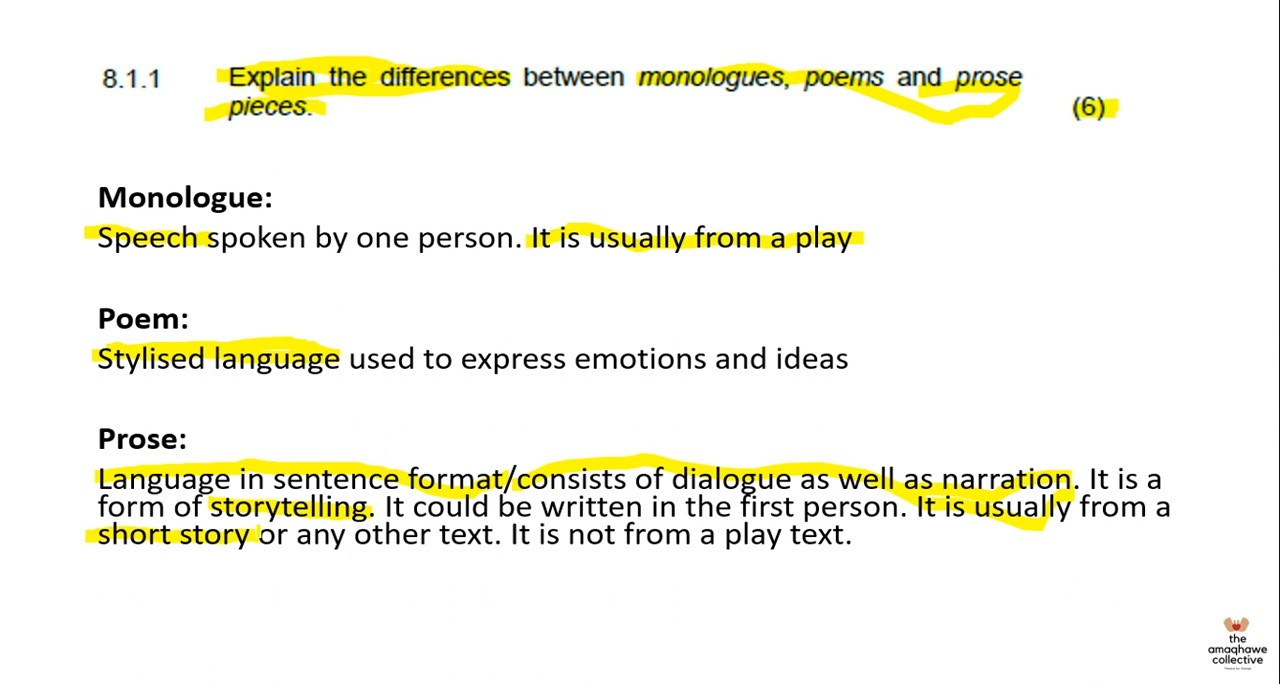 8.1.1 Explain the differences between monologues, poems and prose
pieces. (6)
Monologue:
Speech spoken by one person. It is usually from a play
Poem:
Stylised language used to express emotions and ideas
Prose:
Language in sentence format/consists of dialogue as well as narration. It is a
form of storytelling. It could be written in the first person. It is usually from a
short story or any other text. It is not from a play text.
the
amaqhawe
collective